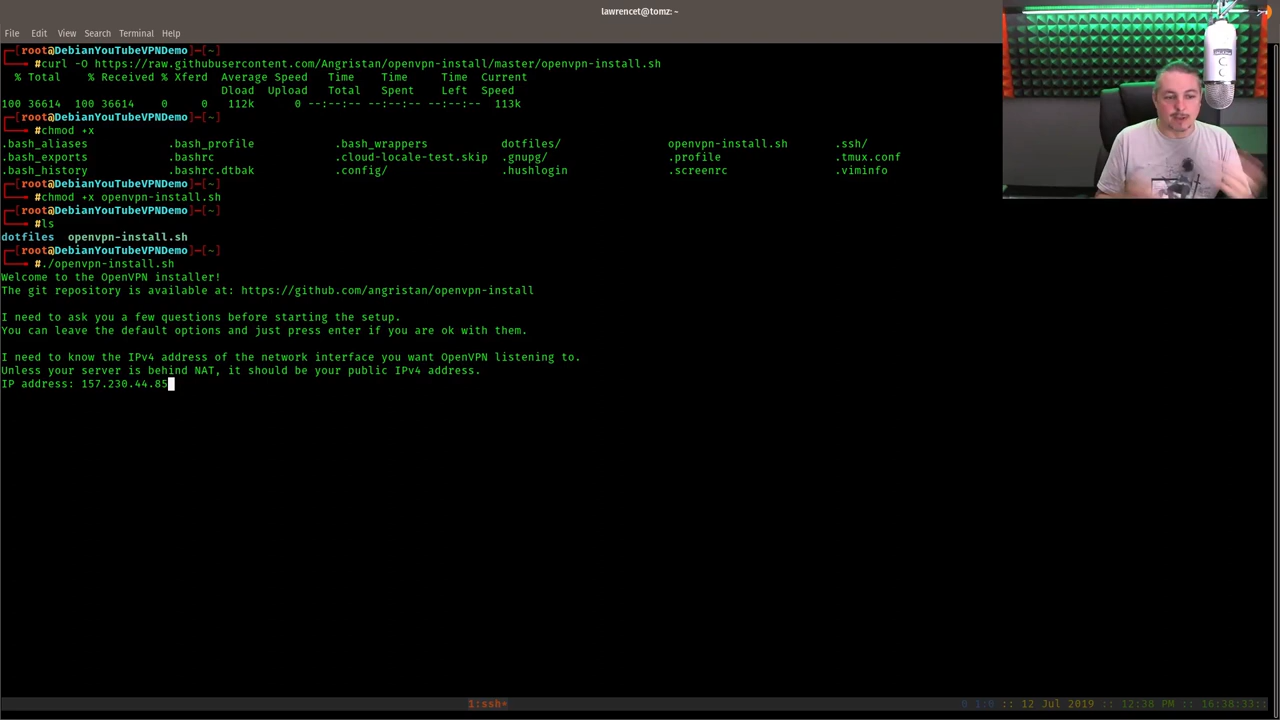 lawrencet@tomz: ~
File Edit View Search Terminal Help
[root@DebianYouTubeVPNDemo]-[~]
#curl -O https://raw.githubusercontent.com/Angristan/openvpn-install/master/openvpn-install.sh
% Total % Received % Xferd Average Speed Time Time Time Current
Dload Upload Total Spent Left Speed
100 36614 100 36614 0 0 112k 0 --:--:-- --:--:-- --:--:-- 113k
[root@DebianYouTubeVPNDemo]-[~]
#chmod +x
.bash_aliases .bash_profile .bash_wrappers dotfiles/ openvpn-install.sh .ssh/
.bash_exports .bashrc .cloud-locale-test.skip .gnupg/ .profile .tmux.conf
.bash_history .bashrc.dtbak .config/ .hushlogin .screenrc .viminfo
#chmod +x openvpn-install.sh
[root@DebianYouTubeVPNDemo]-[~]
#ls
dotfiles openvpn-install.sh
[root@DebianYouTubeVPNDemo]-[~]
#./openvpn-install.sh
Welcome to the OpenVPN installer!
The git repository is available at: https://github.com/angristan/openvpn-install
I need to ask you a few questions before starting the setup.
You can leave the default options and just press enter if you are ok with them.
I need to know the IPv4 address of the network interface you want OpenVPN listening to.
Unless your server is behind NAT, it should be your public IPv4 address.
IP address: 157.230.44.85
1:ssh* 0 1:0 :: 12 Jul 2019 :: 12:38 PM :: 16:38:33::